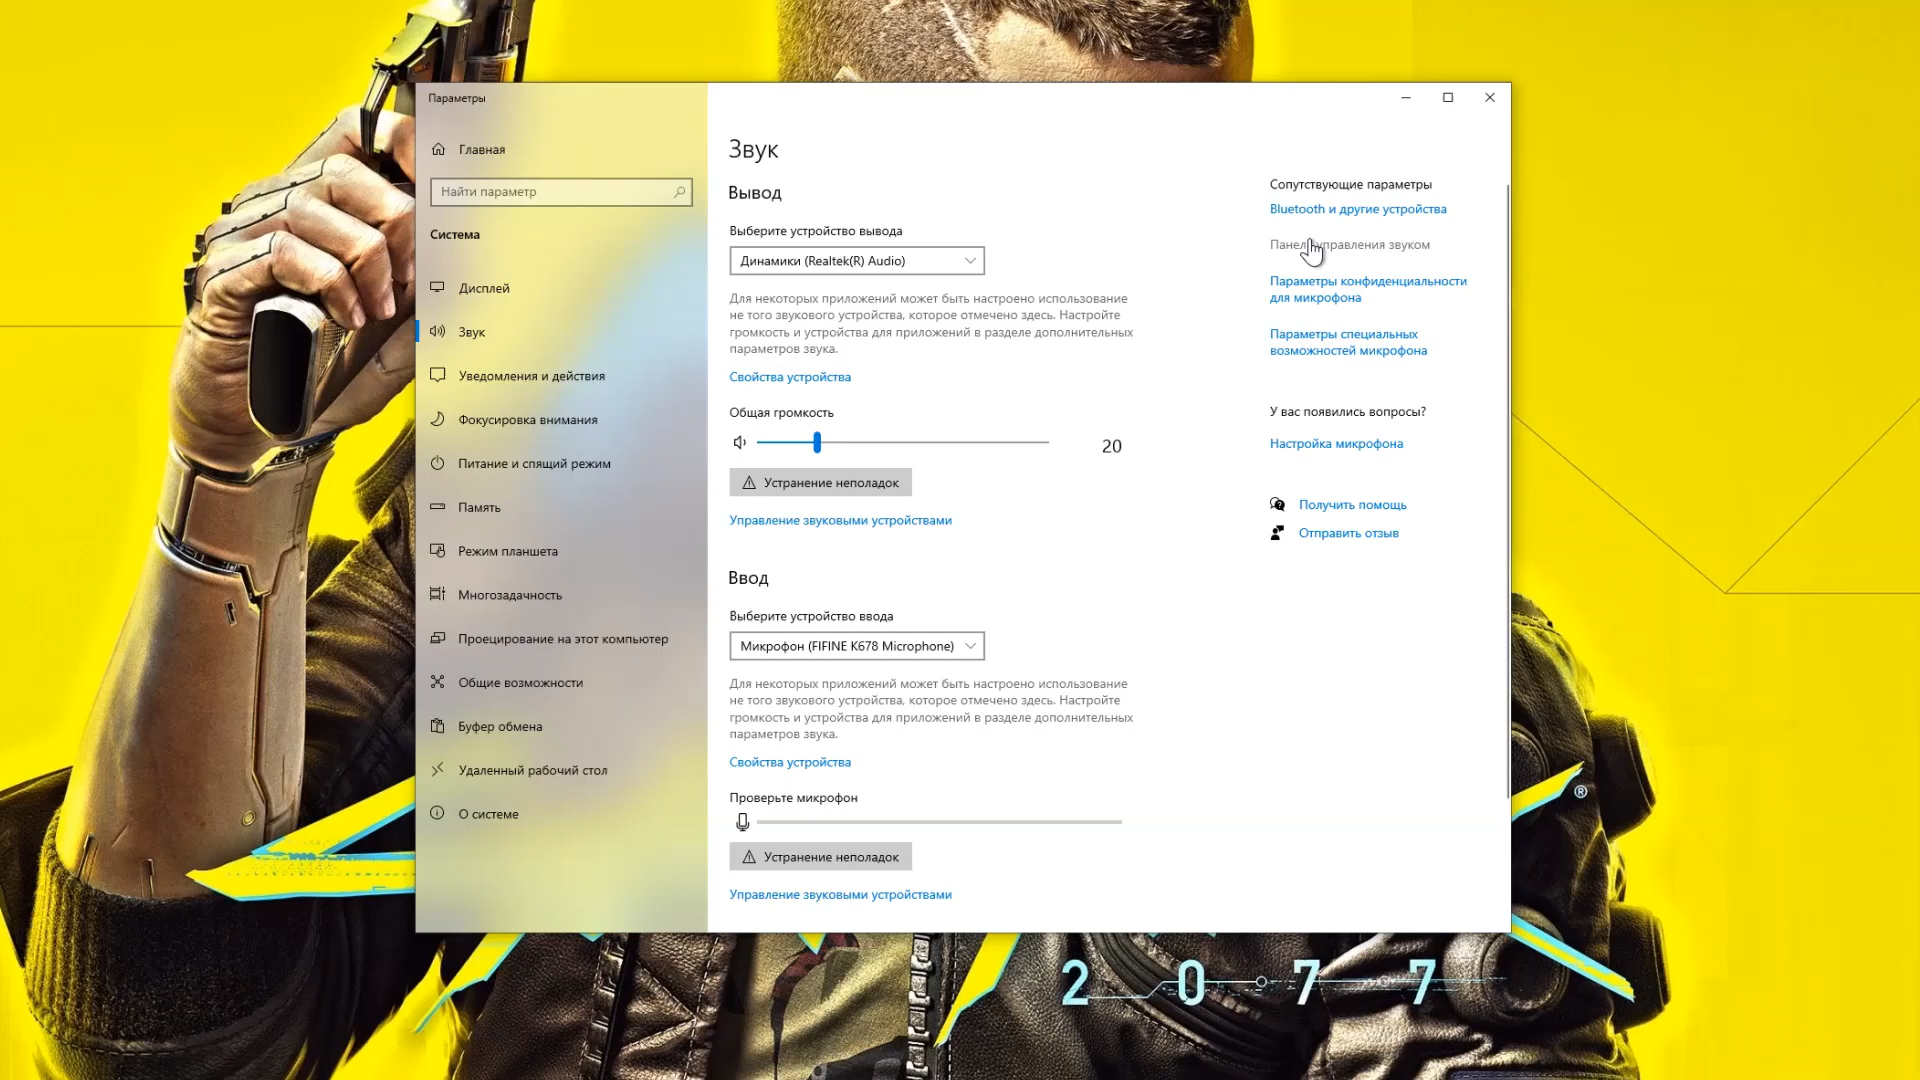 Параметры
Главная
Найти параметр
Система
Дисплей
Звук
Уведомления и действия
Фокусировка внимания
Питание и спящий режим
Память
Режим планшета
Многозадачность
Проецирование на этот компьютер
Общие возможности
Буфер обмена
Удаленный рабочий стол
О системе
Звук
Вывод
Выберите устройство вывода
Динамики (Realtek(R) Audio)
Для некоторых приложений может быть настроено использование
не того звукового устройства, которое отмечено здесь. Настройте
громкость и устройства для приложений в разделе дополнительных
параметров звука.
Свойства устройства
Общая громкость
20
Устранение неполадок
Управление звуковыми устройствами
Ввод
Выберите устройство ввода
Микрофон (FIFINE K678 Microphone)
Для некоторых приложений может быть настроено использование
не того звукового устройства, которое отмечено здесь. Настройте
громкость и устройства для приложений в разделе дополнительных
параметров звука.
Свойства устройства
Проверьте микрофон
Устранение неполадок
Управление звуковыми устройствами
Сопутствующие параметры
Bluetooth и другие устройства
Панель управления звуком
Параметры конфиденциальности
для микрофона
Параметры специальных
возможностей микрофона
У вас появились вопросы?
Настройка микрофона
Получить помощь
Отправить отзыв
®
2077